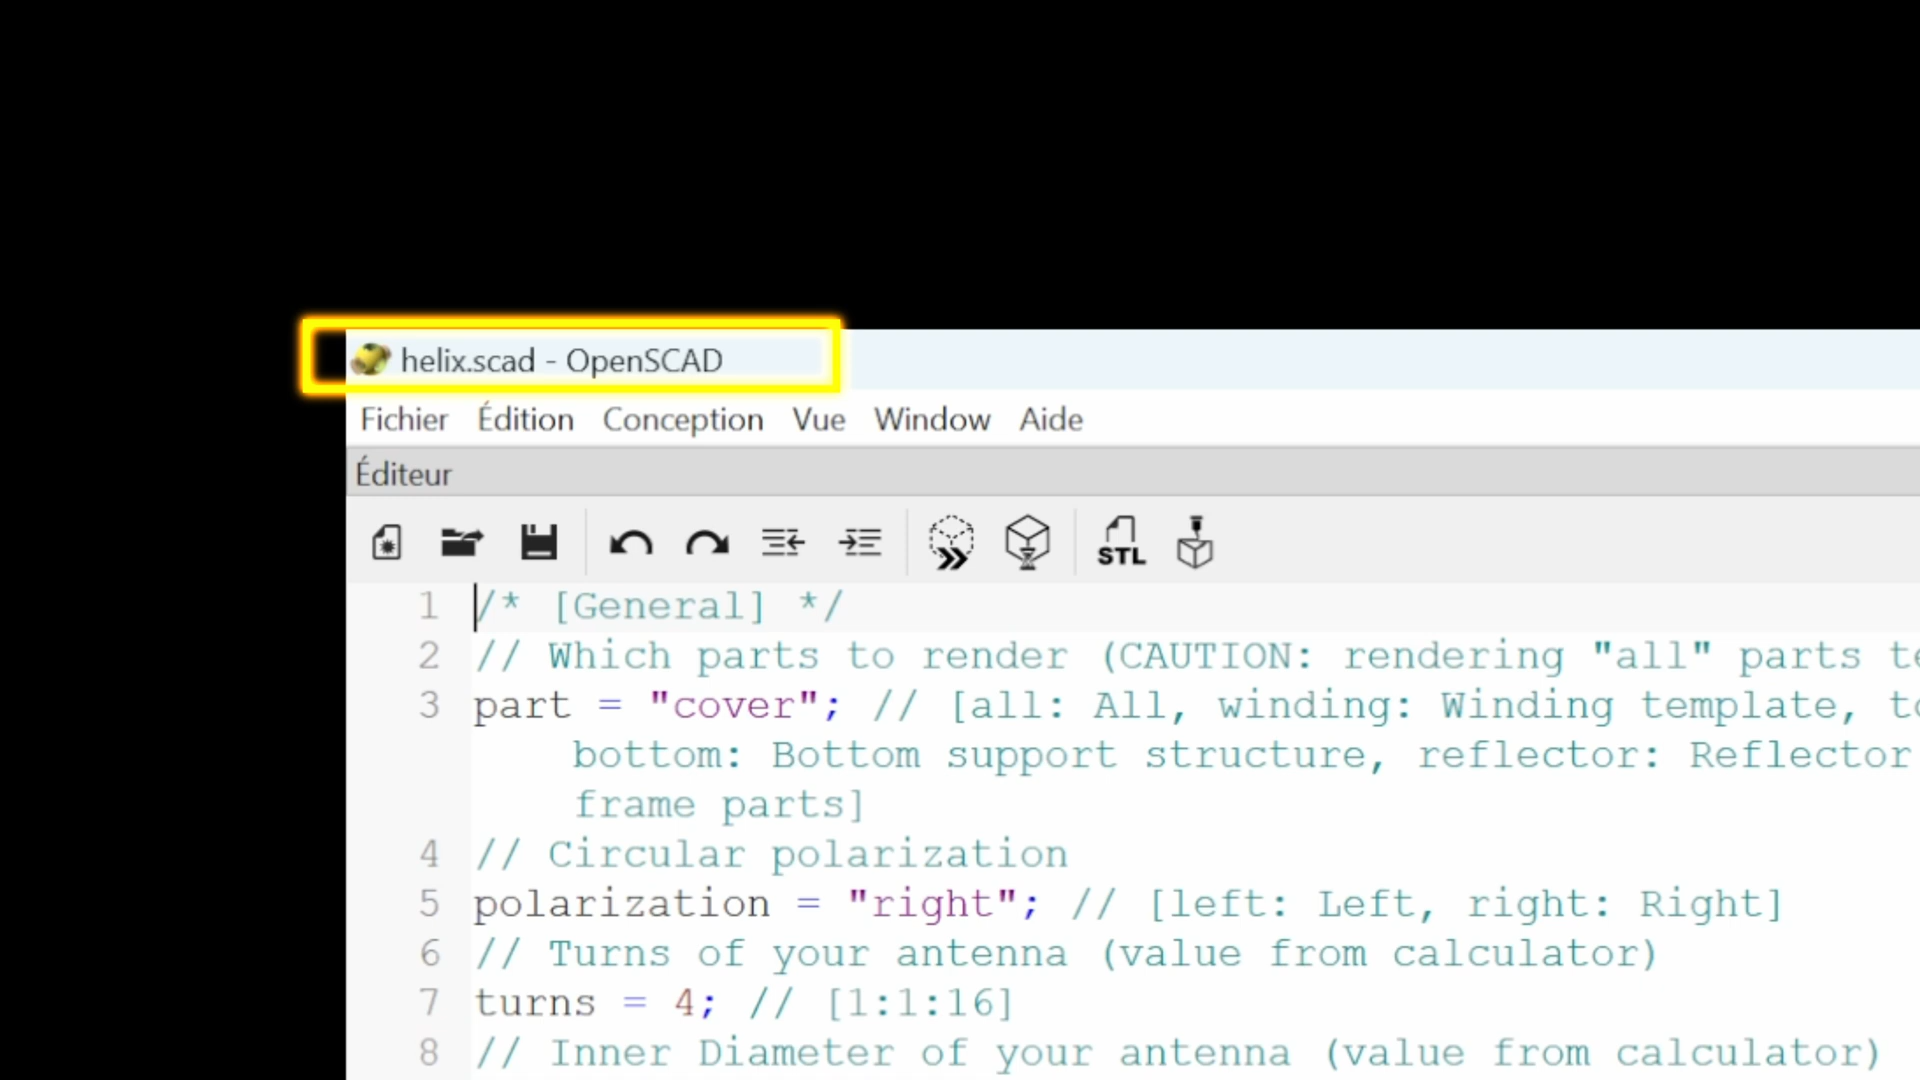 helix.scad - OpenSCAD
Fichier Édition Conception Vue Window Aide
Éditeur
STL
1 /* [General] */
2 // Which parts to render (CAUTION: rendering "all" parts
3 part = "cover"; // [all: All, winding: Winding template,
bottom: Bottom support structure, reflector: Reflector
frame parts]
4 // Circular polarization
5 polarization = "right"; // [left: Left, right: Right]
6 // Turns of your antenna (value from calculator)
7 turns = 4; // [1:1:16]
8 // Inner Diameter of your antenna (value from calculator)